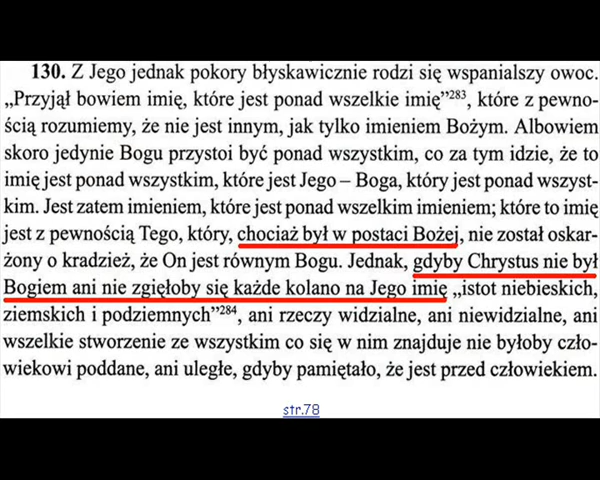 130. Z Jego jednak pokory błyskawicznie rodzi się wspanialszy owoc.
„Przyjął bowiem imię, które jest ponad wszelkie imię”283, które z pewno-
ścią rozumiemy, że nie jest innym, jak tylko imieniem Bożym. Albowiem
skoro jedynie Bogu przystoi być ponad wszystkim, co za tym idzie, że to
imię jest ponad wszystkim, które jest Jego – Boga, który jest ponad wszyst-
kim. Jest zatem imieniem, które jest ponad wszelkim imieniem; które to imię
jest z pewnością Tego, który, chociaż był w postaci Bożej, nie został oskar-
żony o kradzież, że On jest równym Bogu. Jednak, gdyby Chrystus nie był
Bogiem ani nie zgięłoby się każde kolano na Jego imię „istot niebieskich,
ziemskich i podziemnych”284, ani rzeczy widzialne, ani niewidzialne, ani
wszelkie stworzenie ze wszystkim co się w nim znajduje nie byłoby czło-
wiekowi poddane, ani uległe, gdyby pamiętało, że jest przed człowiekiem.
str.78